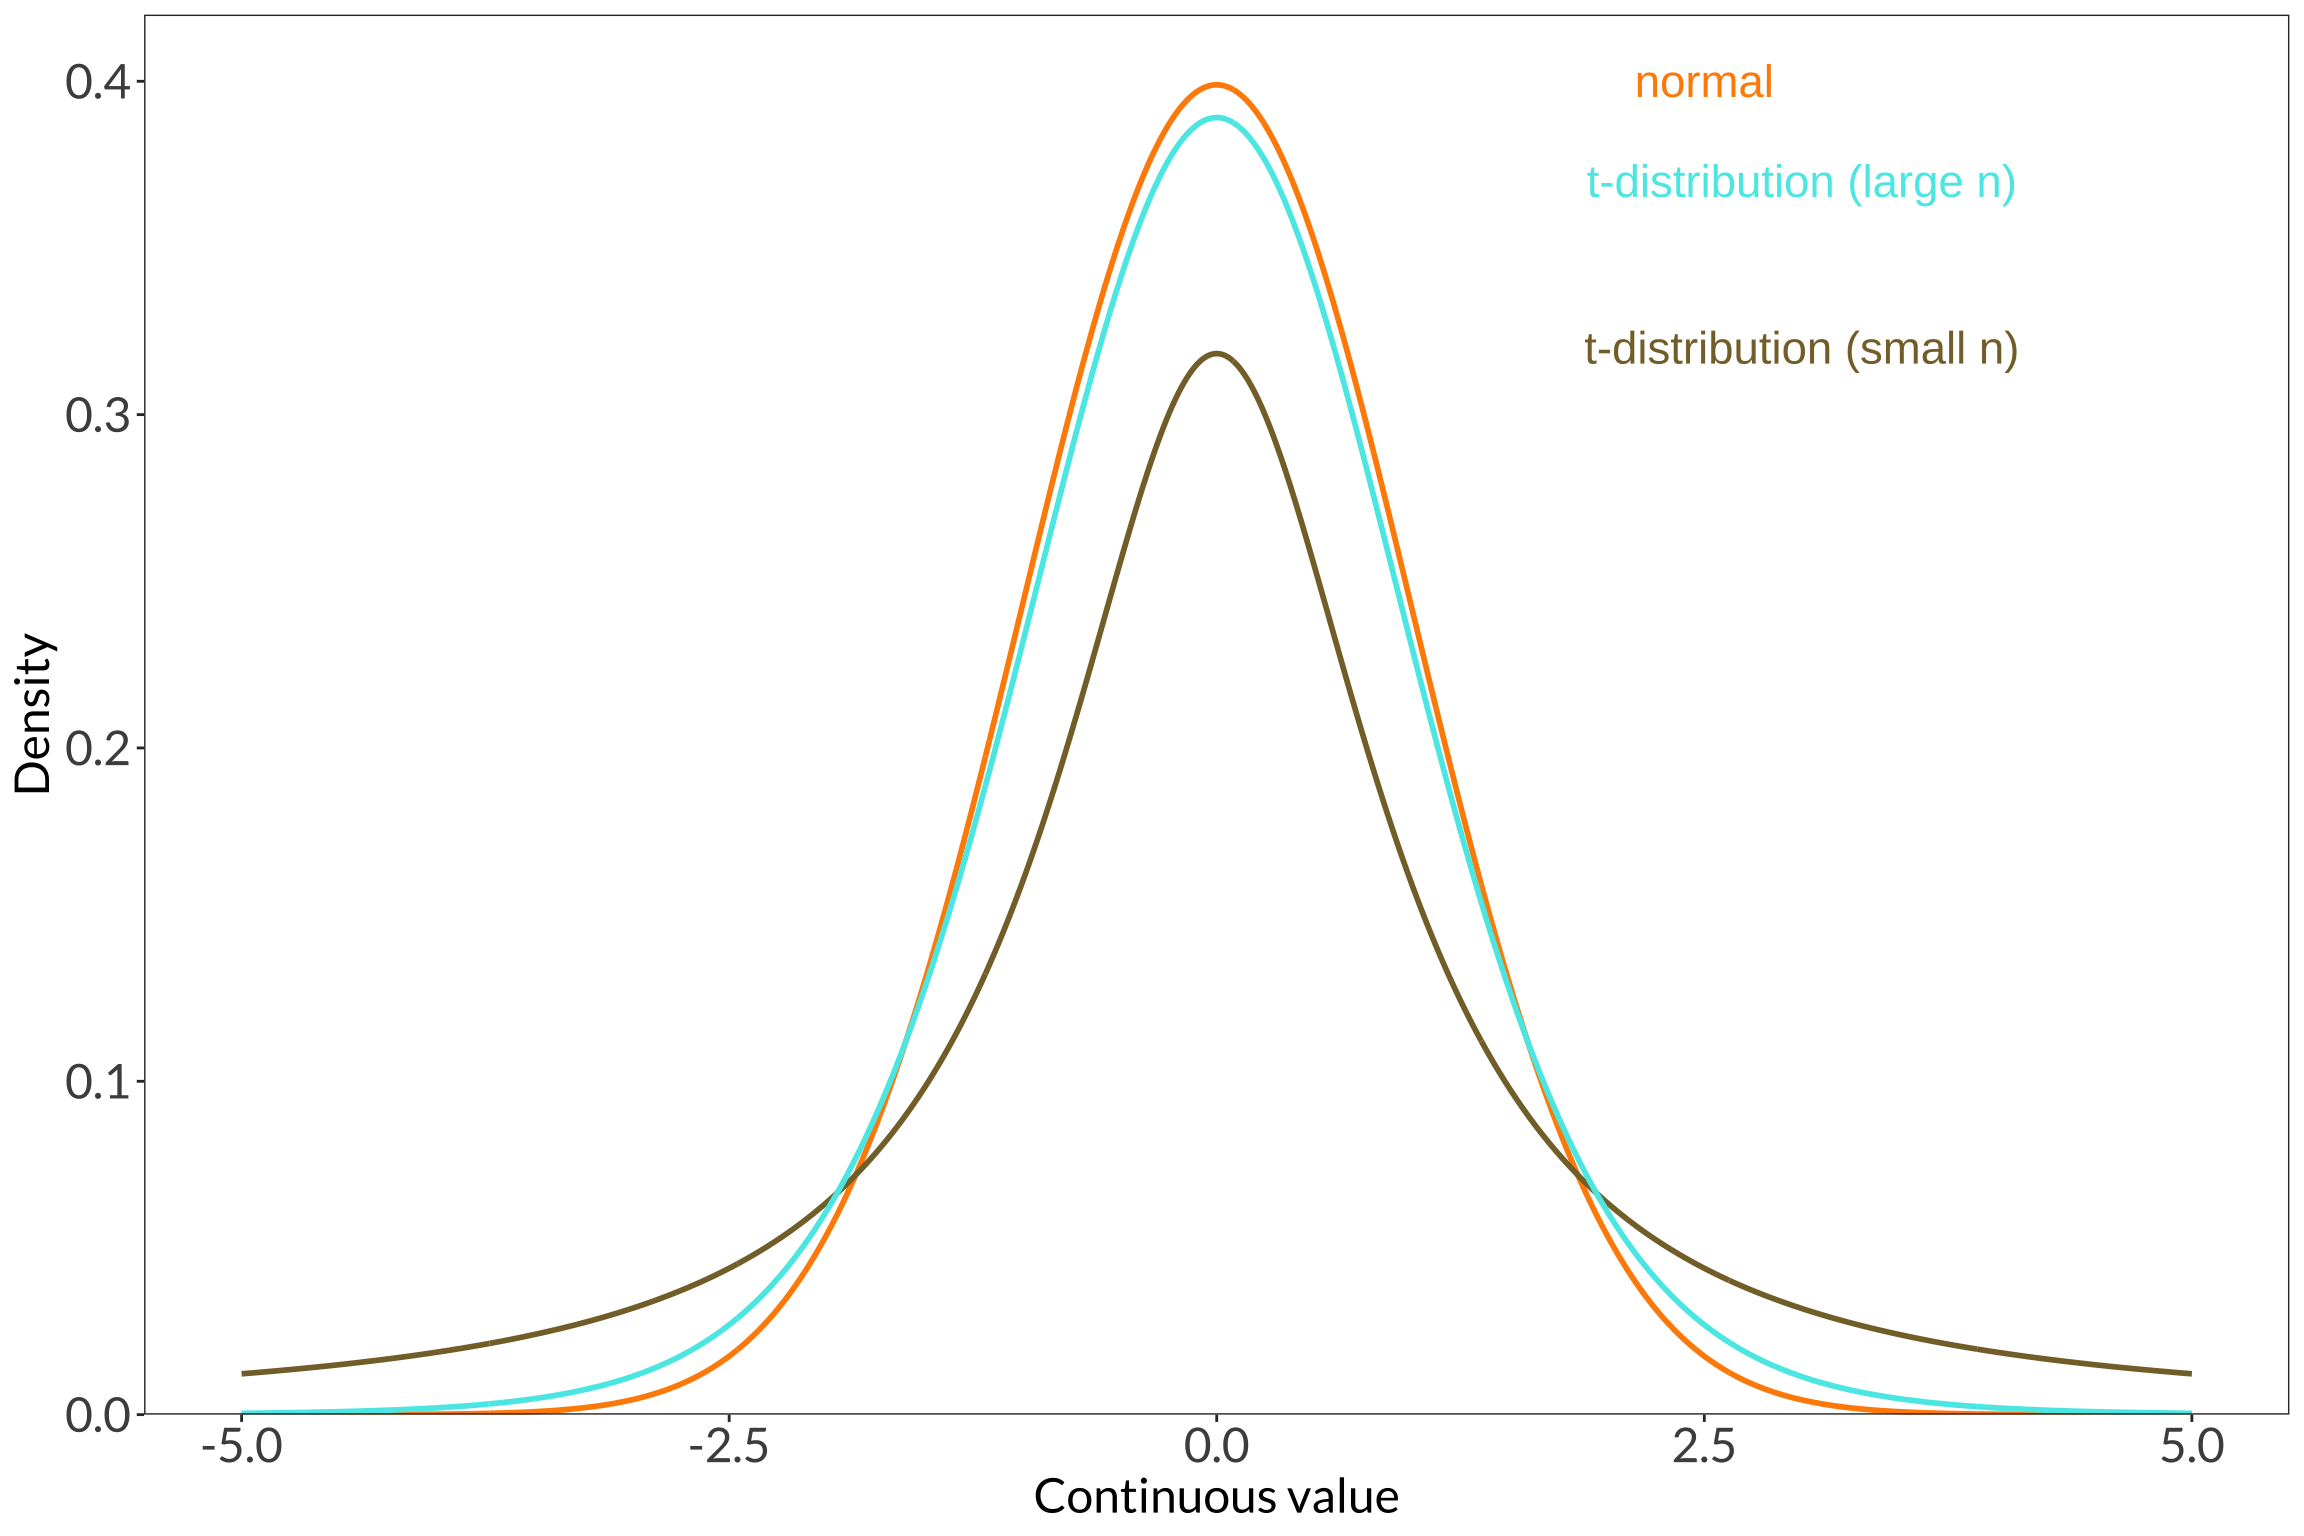 0.4
normal
t-distribution (large n)
t-distribution (small n)
0.3
Density
0.2
0.1
0.0
-5.0 -2.5 0.0 2.5 5.0
Continuous value